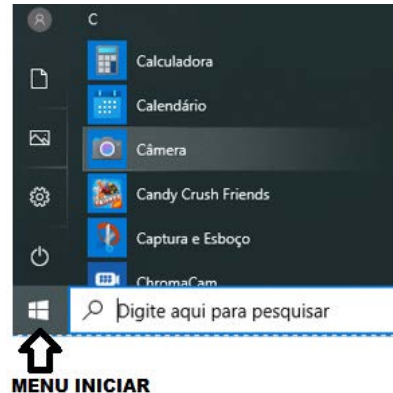 C
Calculadora
Calendário
Câmera
Candy Crush Friends
Captura e Esboço
ChromaCam
Digite aqui para pesquisar
MENU INICIAR